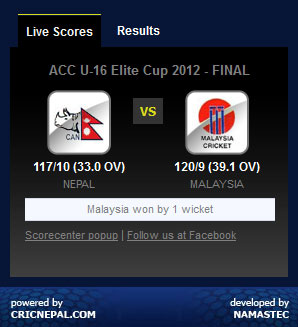 Live Scores Results
ACC U-16 Elite Cup 2012 - FINAL
CAN VS MALAYSIA
CRICKET
117/10 (33.0 OV) 120/9 (39.1 OV)
NEPAL MALAYSIA
Malaysia won by 1 wicket
Scorecenter popup | Follow us at Facebook
powered by developed by
CRICNEPAL.COM NAMASTEC